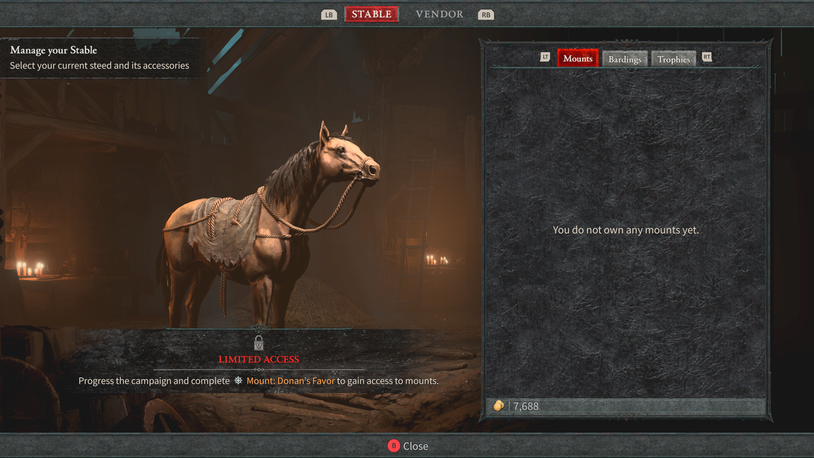 LB STABLE VENDOR RB
Manage your Stable
Select your current steed and its accessories
LT Mounts Bardings Trophies RT
You do not own any mounts yet.
LIMITED ACCESS
Progress the campaign and complete Mount: Donan's Favor to gain access to mounts.
7,688
B Close